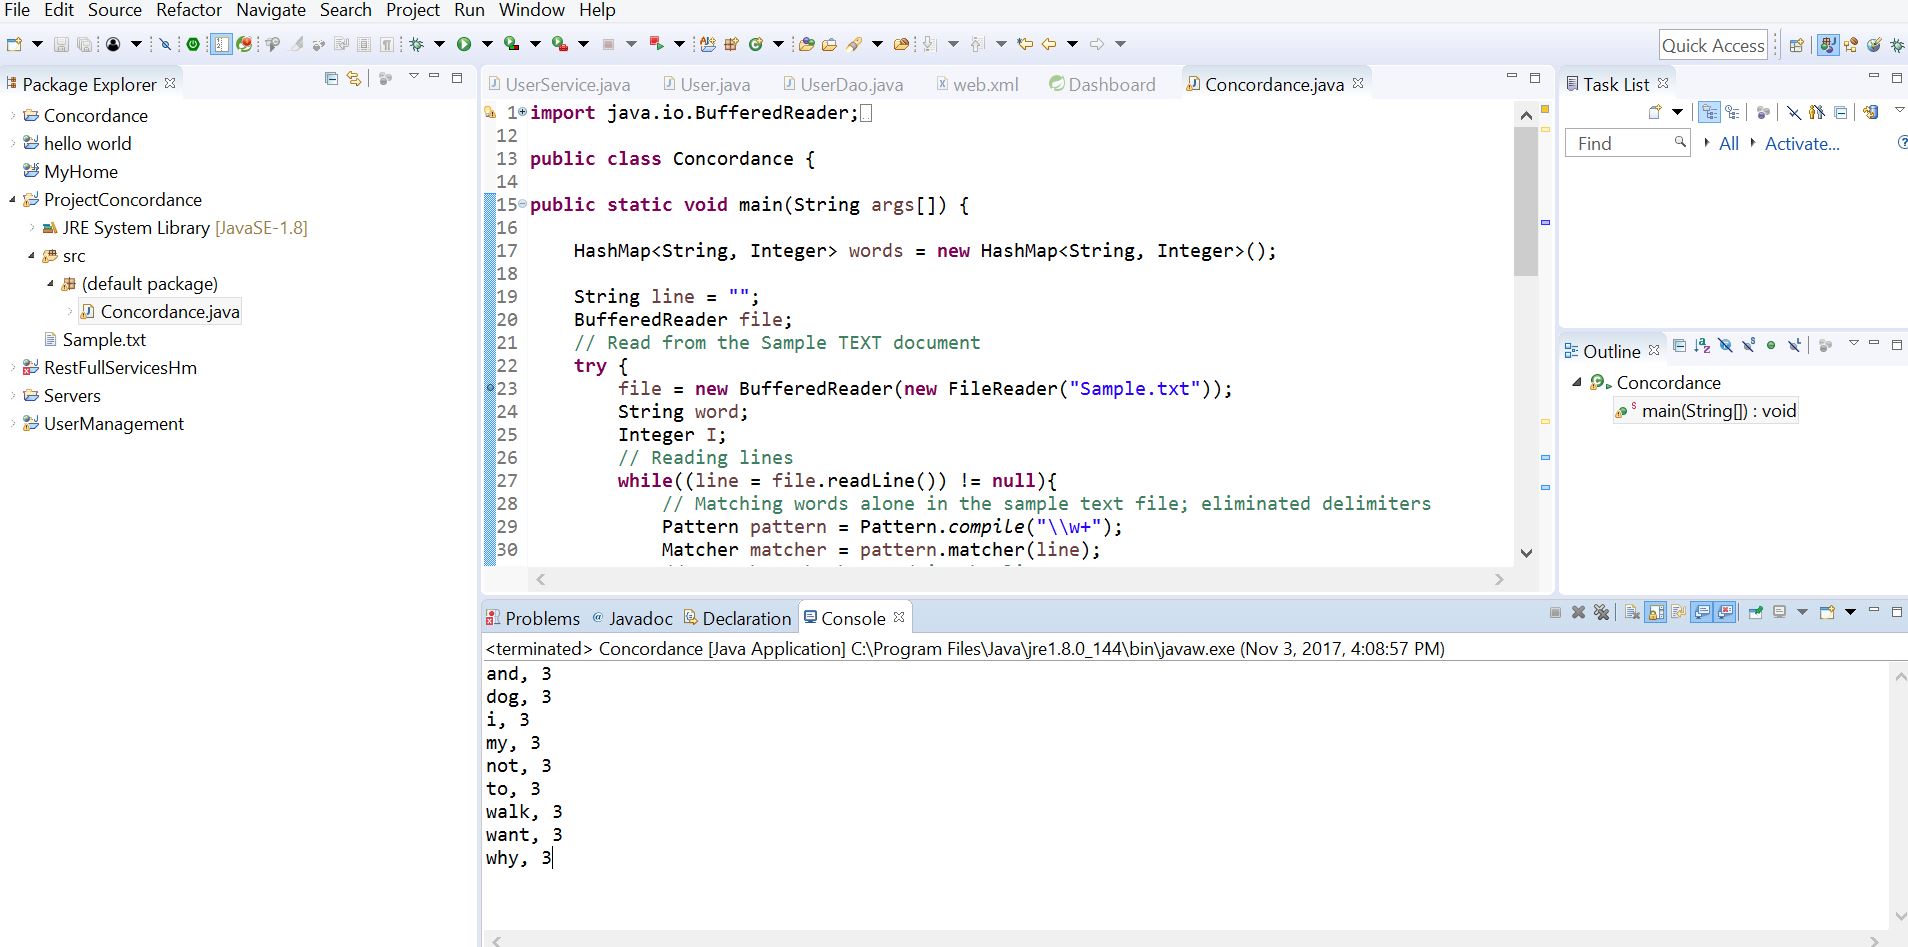 File Edit Source Refactor Navigate Search Project Run Window Help
Quick Access
Package Explorer
Concordance
hello world
MyHome
ProjectConcordance
JRE System Library [JavaSE-1.8]
src
(default package)
Concordance.java
Sample.txt
RestFullServicesHm
Servers
UserManagement
UserService.java User.java UserDao.java web.xml Dashboard Concordance.java
1 import java.io.BufferedReader;
12
13 public class Concordance {
14
15 public static void main(String args[]) {
16
17 HashMap<String, Integer> words = new HashMap<String, Integer>();
18
19 String line = "";
20 BufferedReader file;
21 // Read from the Sample TEXT document
22 try {
23 file = new BufferedReader(new FileReader("Sample.txt"));
24 String word;
25 Integer I;
26 // Reading lines
27 while((line = file.readLine()) != null){
28 // Matching words alone in the sample text file; eliminated delimiters
29 Pattern pattern = Pattern.compile("\\w+");
30 Matcher matcher = pattern.matcher(line);
Task List
Find All Activate...
Outline
Concordance
main(String[]) : void
Problems @ Javadoc Declaration Console
<terminated> Concordance [Java Application] C:\Program Files\Java\jre1.8.0_144\bin\javaw.exe (Nov 3, 2017, 4:08:57 PM)
and, 3
dog, 3
i, 3
my, 3
not, 3
to, 3
walk, 3
want, 3
why, 3